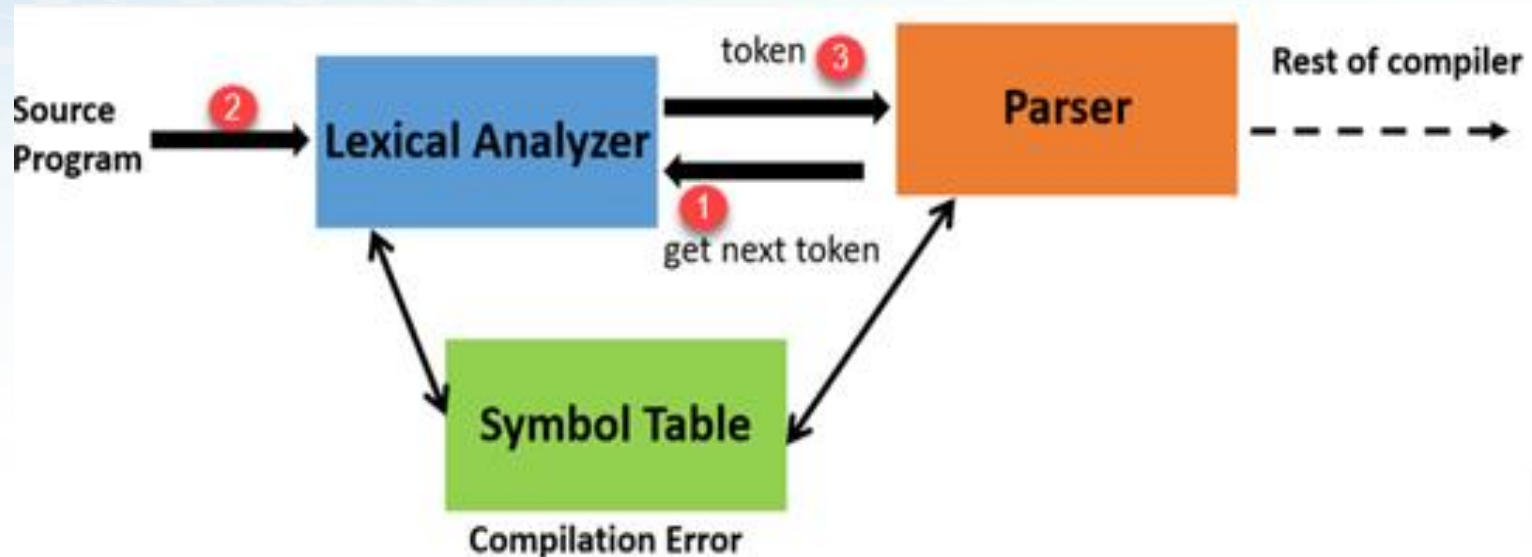 token 3
Rest of compiler
Source
Program
2
Lexical Analyzer
Parser
1
get next token
Symbol Table
Compilation Error